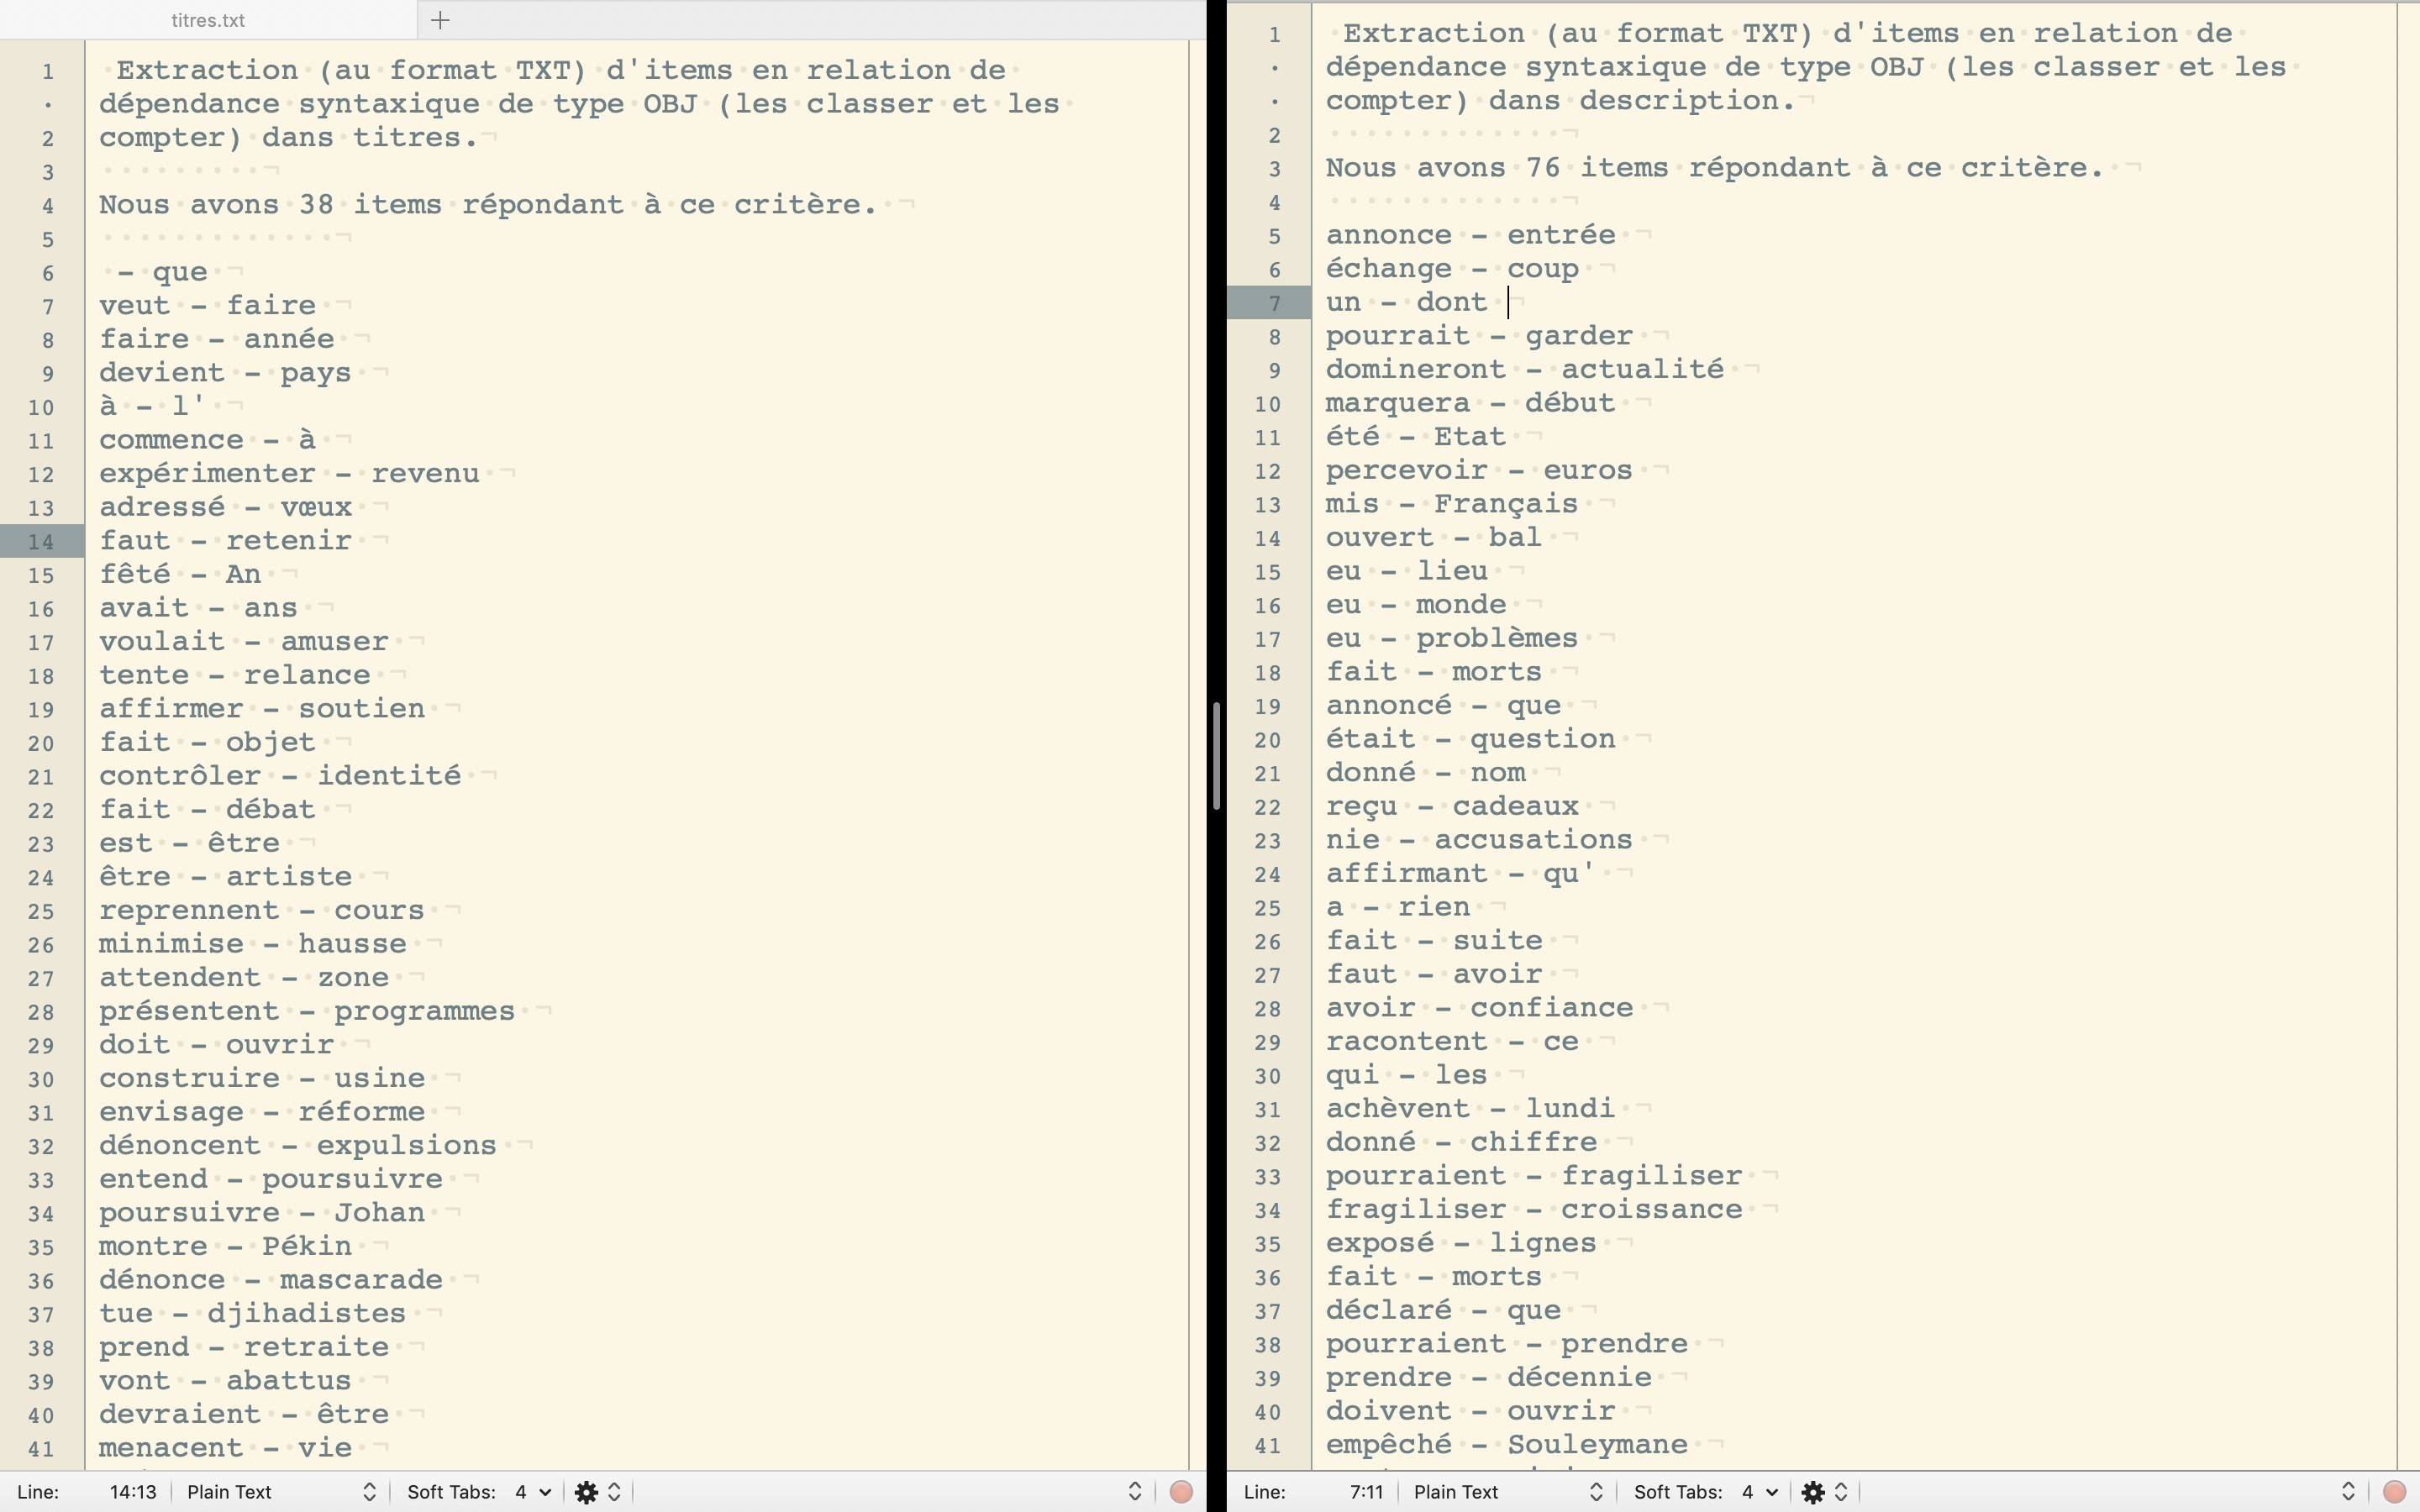 titres.txt
1 Extraction (au format TXT) d'items en relation de
dépendance syntaxique de type OBJ (les classer et les
2 compter) dans titres.
3
4 Nous avons 38 items répondant à ce critère.
5
6 - que
7 veut - faire
8 faire - année
9 devient - pays
10 à - l'
11 commence - à
12 expérimenter - revenu
13 adressé - vœux
14 faut - retenir
15 fêté - An
16 avait - ans
17 voulait - amuser
18 tente - relance
19 affirmer - soutien
20 fait - objet
21 contrôler - identité
22 fait - débat
23 est - être
24 être - artiste
25 reprennent - cours
26 minimise - hausse
27 attendent - zone
28 présentent - programmes
29 doit - ouvrir
30 construire - usine
31 envisage - réforme
32 dénoncent - expulsions
33 entend - poursuivre
34 poursuivre - Johan
35 montre - Pékin
36 dénonce - mascarade
37 tue - djihadistes
38 prend - retraite
39 vont - abattus
40 devraient - être
41 menacent - vie
Line: 14:13 Plain Text Soft Tabs: 4
1 Extraction (au format TXT) d'items en relation de
dépendance syntaxique de type OBJ (les classer et les
compter) dans description.
2
3 Nous avons 76 items répondant à ce critère.
4
5 annonce - entrée
6 échange - coup
7 un - dont
8 pourrait - garder
9 domineront - actualité
10 marquera - début
11 été - Etat
12 percevoir - euros
13 mis - Français
14 ouvert - bal
15 eu - lieu
16 eu - monde
17 eu - problèmes
18 fait - morts
19 annoncé - que
20 était - question
21 donné - nom
22 reçu - cadeaux
23 nie - accusations
24 affirmant - qu'
25 a - rien
26 fait - suite
27 faut - avoir
28 avoir - confiance
29 racontent - ce
30 qui - les
31 achèvent - lundi
32 donné - chiffre
33 pourraient - fragiliser
34 fragiliser - croissance
35 exposé - lignes
36 fait - morts
37 déclaré - que
38 pourraient - prendre
39 prendre - décennie
40 doivent - ouvrir
41 empêché - Souleymane
Line: 7:11 Plain Text Soft Tabs: 4